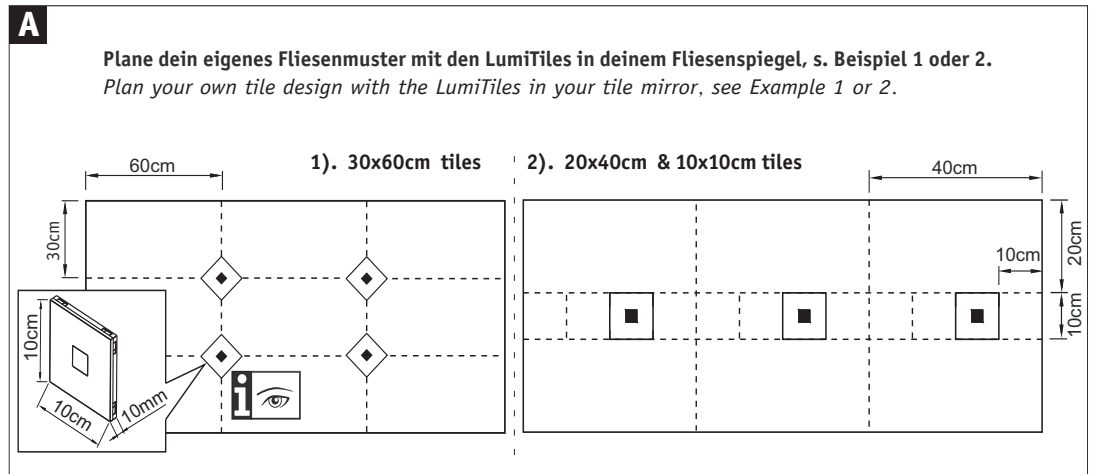 A
Plane dein eigenes Fliesenmuster mit den LumiTiles in deinem Fliesenspiegel, s. Beispiel 1 oder 2.
Plan your own tile design with the LumiTiles in your tile mirror, see Example 1 or 2.
1). 30x60cm tiles
60cm
30cm
10cm
10cm
10mm
i
2). 20x40cm & 10x10cm tiles
40cm
20cm
10cm
10cm